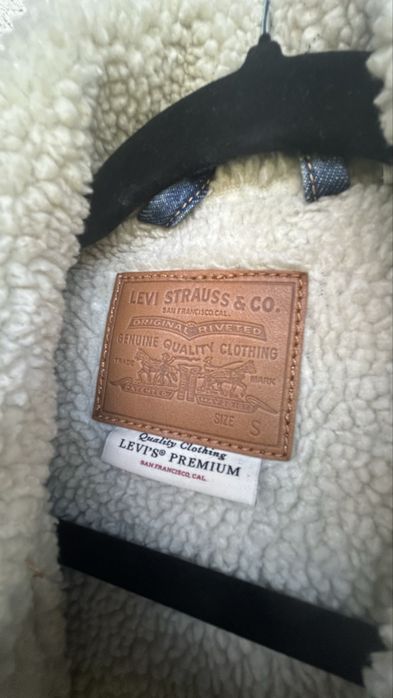 LEVI STRAUSS & CO.
SAN FRANCISCO, CAL.
ORIGINAL RIVETED
GENUINE QUALITY CLOTHING
TRADE MARK
SIZE S
Quality Clothing
LEVI'S® PREMIUM
SAN FRANCISCO, CAL.